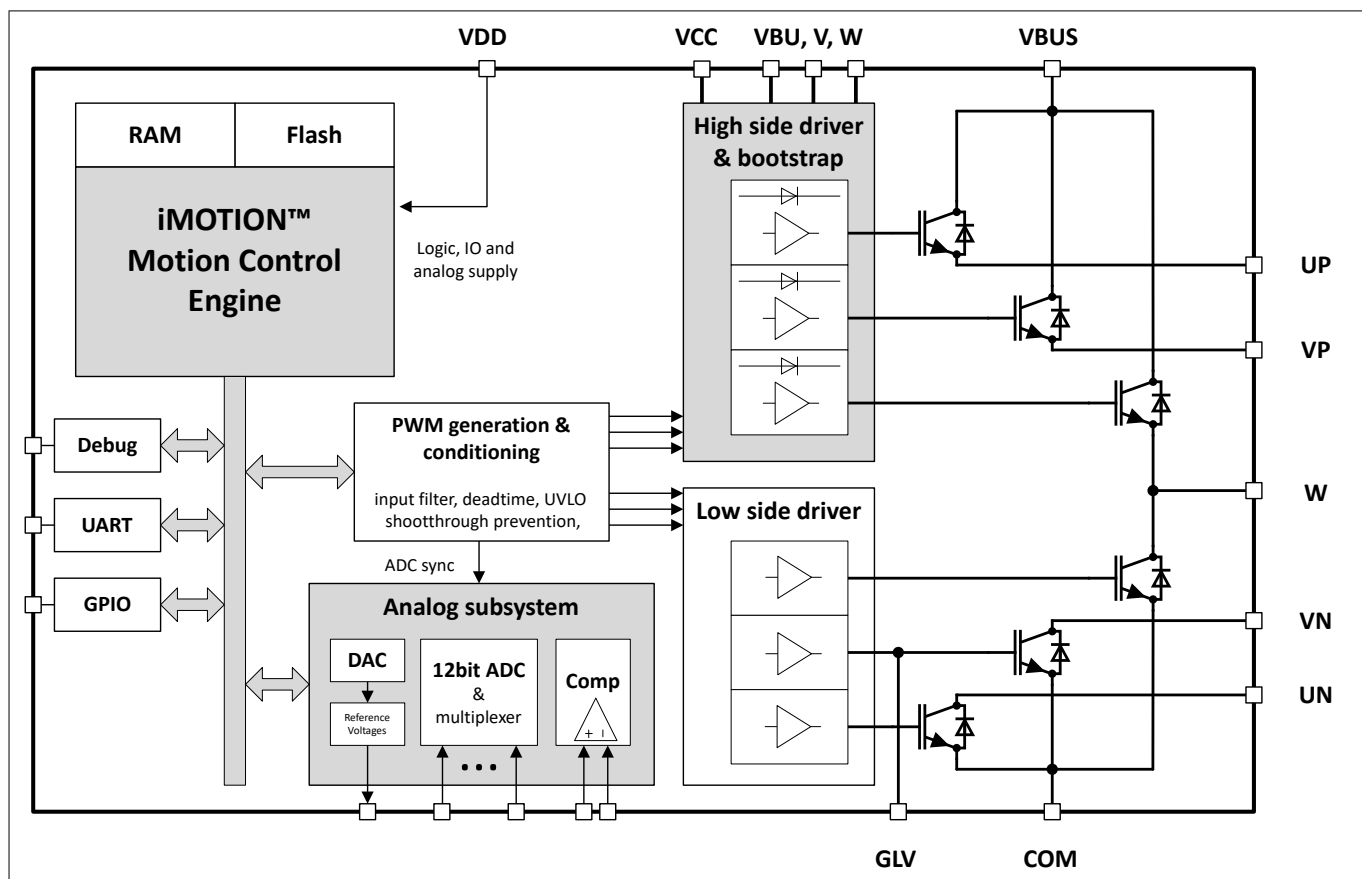 VDD
VCC
VBU, V, W
VBUS
RAM
Flash
iMOTION™
Motion Control
Engine
Logic, IO and
analog supply
High side driver
& bootstrap
UP
VP
W
VN
UN
Debug
UART
GPIO
PWM generation &
conditioning
input filter, deadtime, UVLO
shootthrough prevention,
ADC sync
Low side driver
Analog subsystem
DAC
Reference
Voltages
12bit ADC
&
multiplexer
Comp
+ –
...
GLV
COM